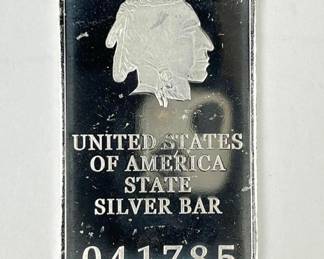 UNITED STATES
OF AMERICA
STATE
SILVER BAR
041785